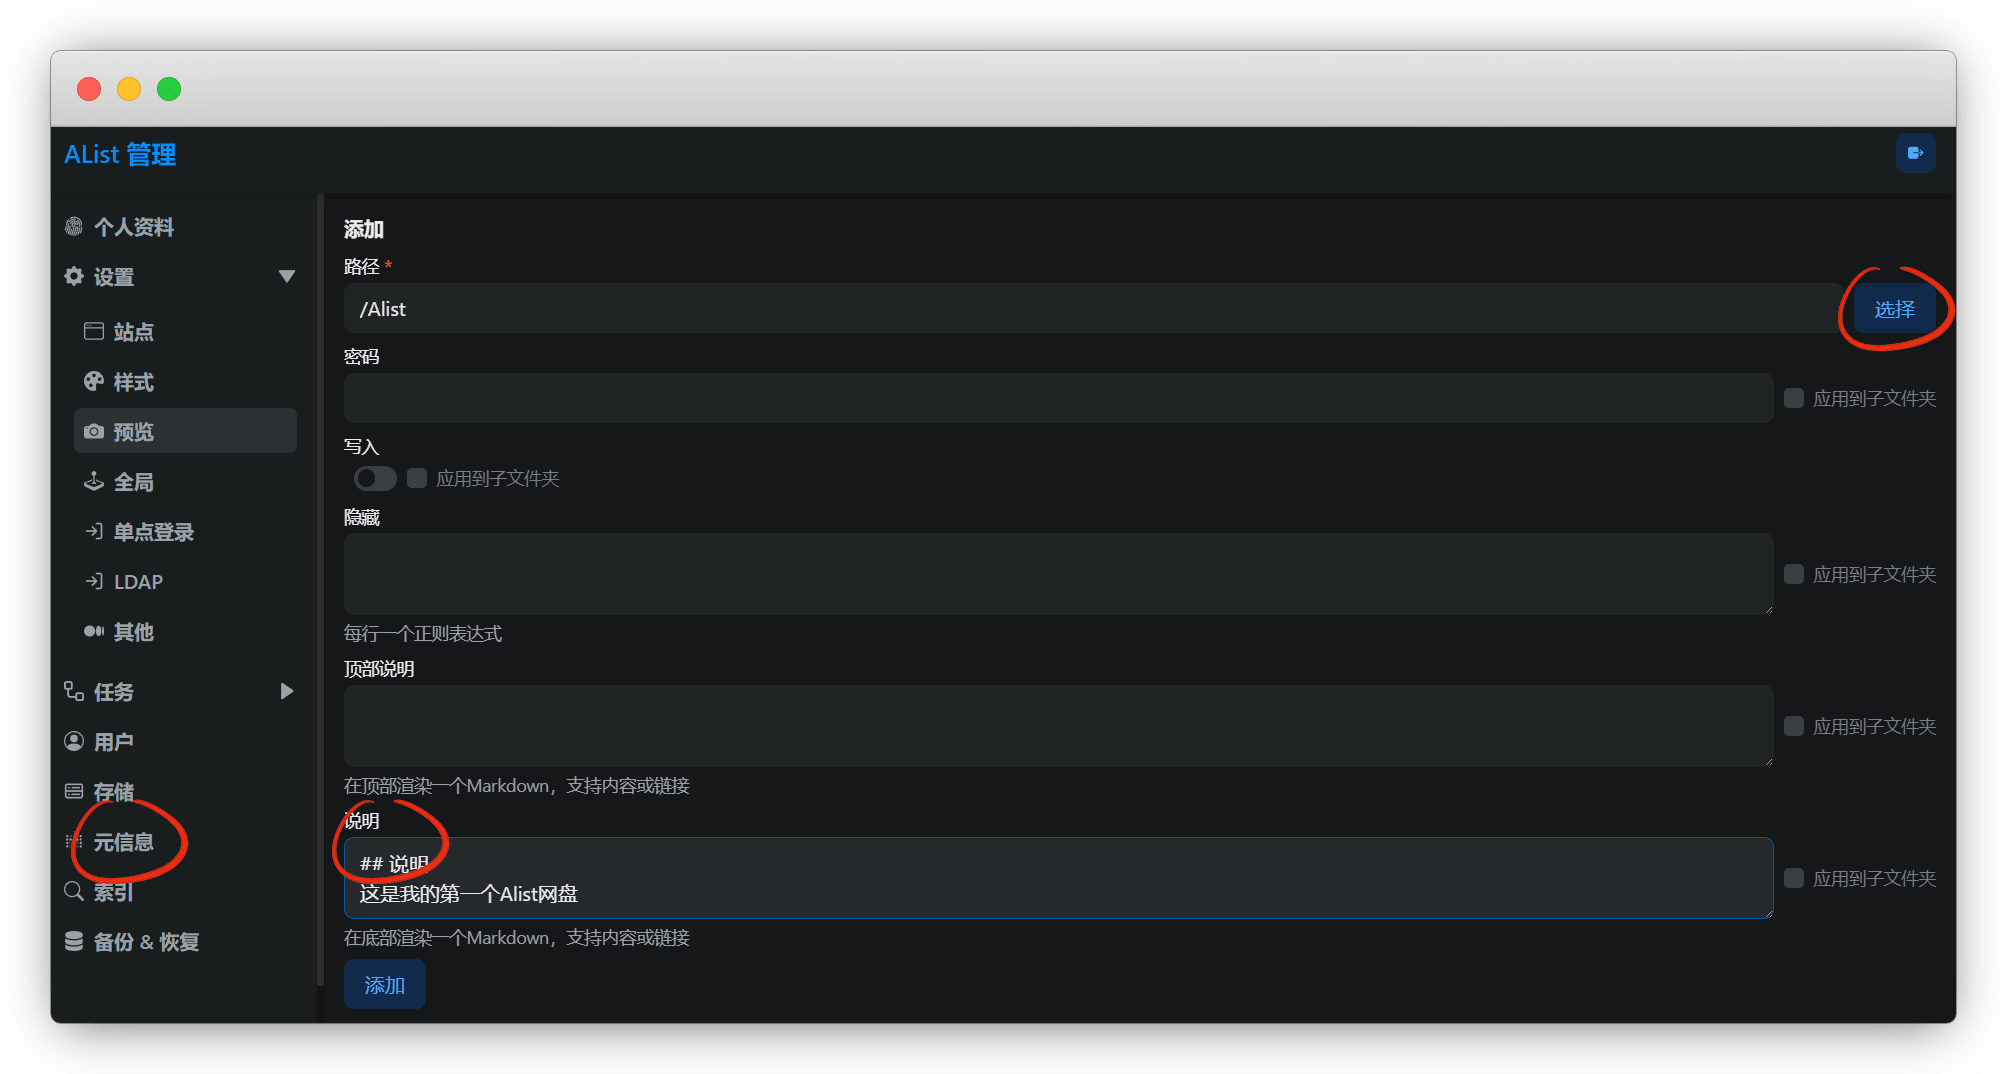 AList 管理
个人资料
设置
站点
样式
预览
全局
单点登录
LDAP
其他
任务
用户
存储
元信息
索引
备份 & 恢复
添加
路径 *
/Alist
选择
密码
应用到子文件夹
写入
应用到子文件夹
隐藏
应用到子文件夹
每行一个正则表达式
顶部说明
应用到子文件夹
在顶部渲染一个Markdown，支持内容或链接
说明
## 说明
这是我的第一个Alist网盘
应用到子文件夹
在底部渲染一个Markdown，支持内容或链接
添加